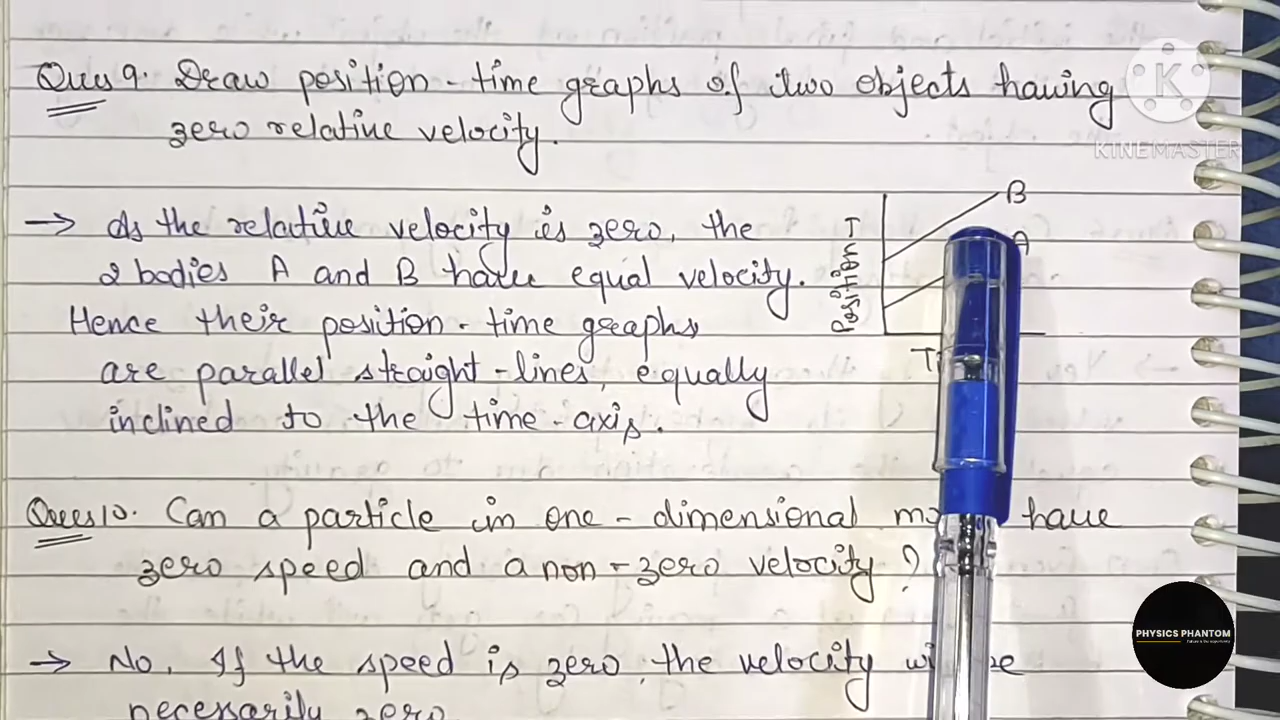 Ques 9. Draw position - time graphs of two objects having
zero relative velocity.
→ As the relative velocity is zero, the
2 bodies A and B have equal velocity.
Hence their position - time graphs
are parallel straight - lines, equally
inclined to the time - axis.
B
A
Position →
Ques 10. Can a particle in one - dimensional have
zero speed and a non - zero velocity?
→ No, If the speed is zero, the velocity
necessarily zero
K
KINEMASTER
PHYSICS PHANTOM